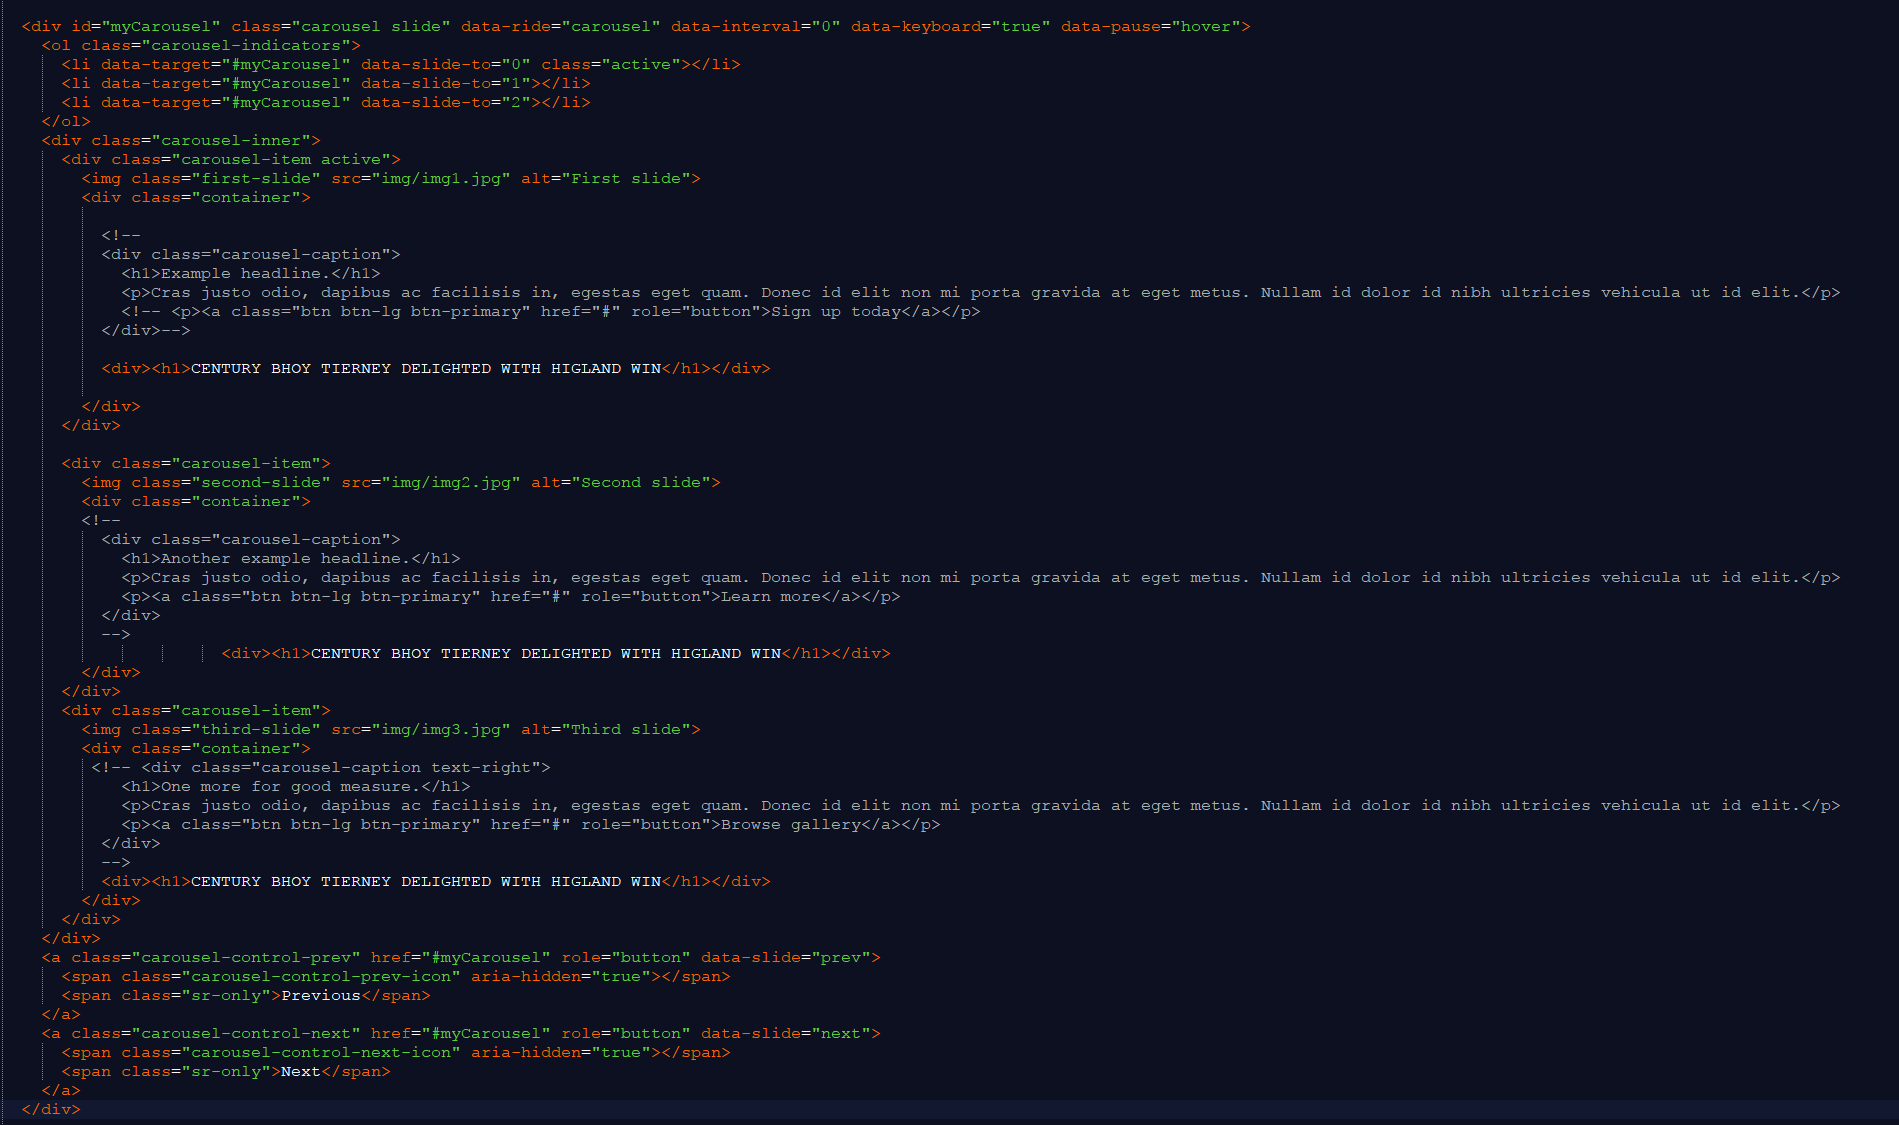 <div id="myCarousel" class="carousel slide" data-ride="carousel" data-interval="0" data-keyboard="true" data-pause="hover">
<ol class="carousel-indicators">
<li data-target="#myCarousel" data-slide-to="0" class="active"></li>
<li data-target="#myCarousel" data-slide-to="1"></li>
<li data-target="#myCarousel" data-slide-to="2"></li>
</ol>
<div class="carousel-inner">
<div class="carousel-item active">
<img class="first-slide" src="img/img1.jpg" alt="First slide">
<div class="container">
<!--
<div class="carousel-caption">
<h1>Example headline.</h1>
<p>Cras justo odio, dapibus ac facilisis in, egestas eget quam. Donec id elit non mi porta gravida at eget metus. Nullam id dolor id nibh ultricies vehicula ut id elit.</p>
<!-- <p><a class="btn btn-lg btn-primary" href="#" role="button">Sign up today</a></p>
</div>-->
<div><h1>CENTURY BHOY TIERNEY DELIGHTED WITH HIGLAND WIN</h1></div>
</div>
</div>
<div class="carousel-item">
<img class="second-slide" src="img/img2.jpg" alt="Second slide">
<div class="container">
<!--
<div class="carousel-caption">
<h1>Another example headline.</h1>
<p>Cras justo odio, dapibus ac facilisis in, egestas eget quam. Donec id elit non mi porta gravida at eget metus. Nullam id dolor id nibh ultricies vehicula ut id elit.</p>
<p><a class="btn btn-lg btn-primary" href="#" role="button">Learn more</a></p>
</div>
-->
<div><h1>CENTURY BHOY TIERNEY DELIGHTED WITH HIGLAND WIN</h1></div>
</div>
</div>
<div class="carousel-item">
<img class="third-slide" src="img/img3.jpg" alt="Third slide">
<div class="container">
<!-- <div class="carousel-caption text-right">
<h1>One more for good measure.</h1>
<p>Cras justo odio, dapibus ac facilisis in, egestas eget quam. Donec id elit non mi porta gravida at eget metus. Nullam id dolor id nibh ultricies vehicula ut id elit.</p>
<p><a class="btn btn-lg btn-primary" href="#" role="button">Browse gallery</a></p>
</div>
-->
<div><h1>CENTURY BHOY TIERNEY DELIGHTED WITH HIGLAND WIN</h1></div>
</div>
</div>
</div>
<a class="carousel-control-prev" href="#myCarousel" role="button" data-slide="prev">
<span class="carousel-control-prev-icon" aria-hidden="true"></span>
<span class="sr-only">Previous</span>
</a>
<a class="carousel-control-next" href="#myCarousel" role="button" data-slide="next">
<span class="carousel-control-next-icon" aria-hidden="true"></span>
<span class="sr-only">Next</span>
</a>
</div>